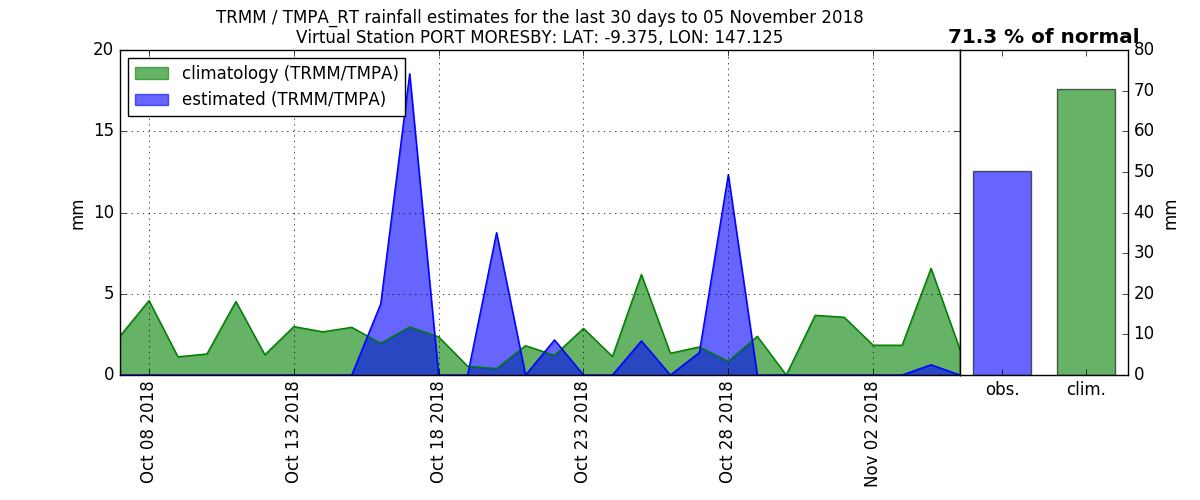 TRMM / TMPA_RT rainfall estimates for the last 30 days to 05 November 2018
Virtual Station PORT MORESBY: LAT: -9.375, LON: 147.125
71.3 % of normal
climatology (TRMM/TMPA)
estimated (TRMM/TMPA)
20
15
10
5
0
mm
Oct 08 2018
Oct 13 2018
Oct 18 2018
Oct 23 2018
Oct 28 2018
Nov 02 2018
obs.
clim.
80
70
60
50
40
30
20
10
0
mm